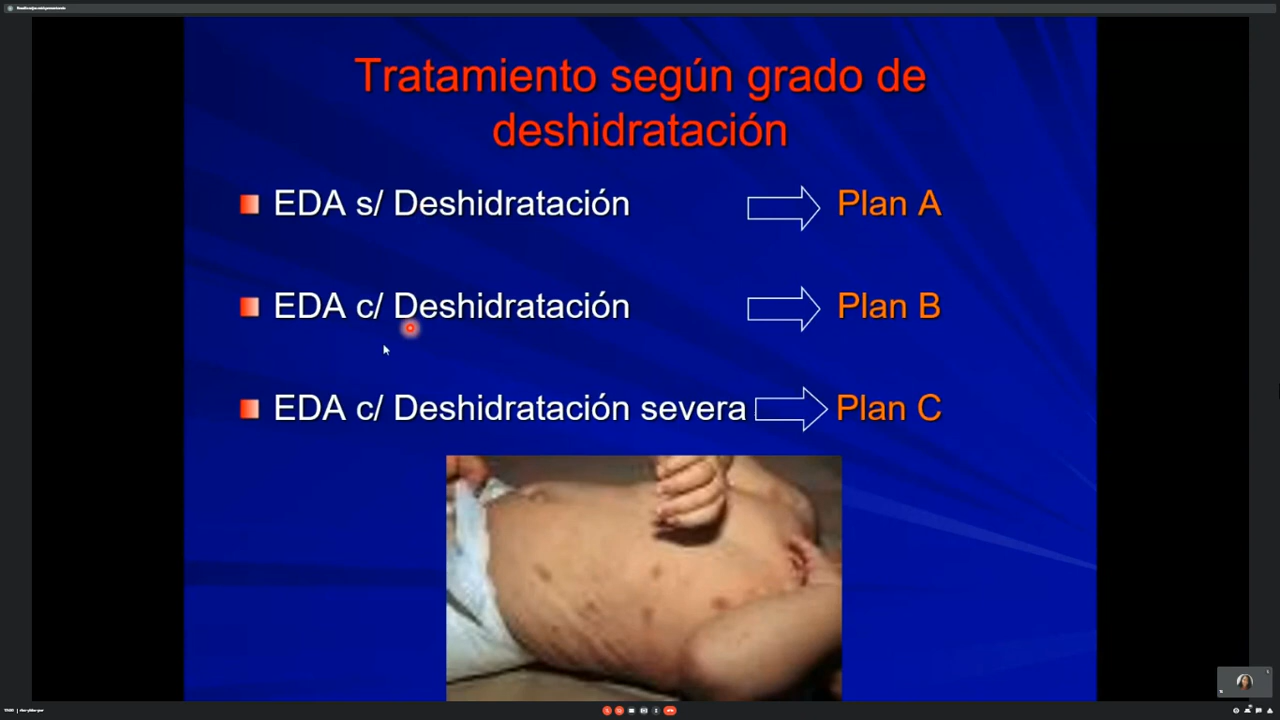 Tratamiento según grado de
deshidratación
EDA s/ Deshidratación
Plan A
EDA c/ Deshidratación
Plan B
EDA c/ Deshidratación severa
Plan C